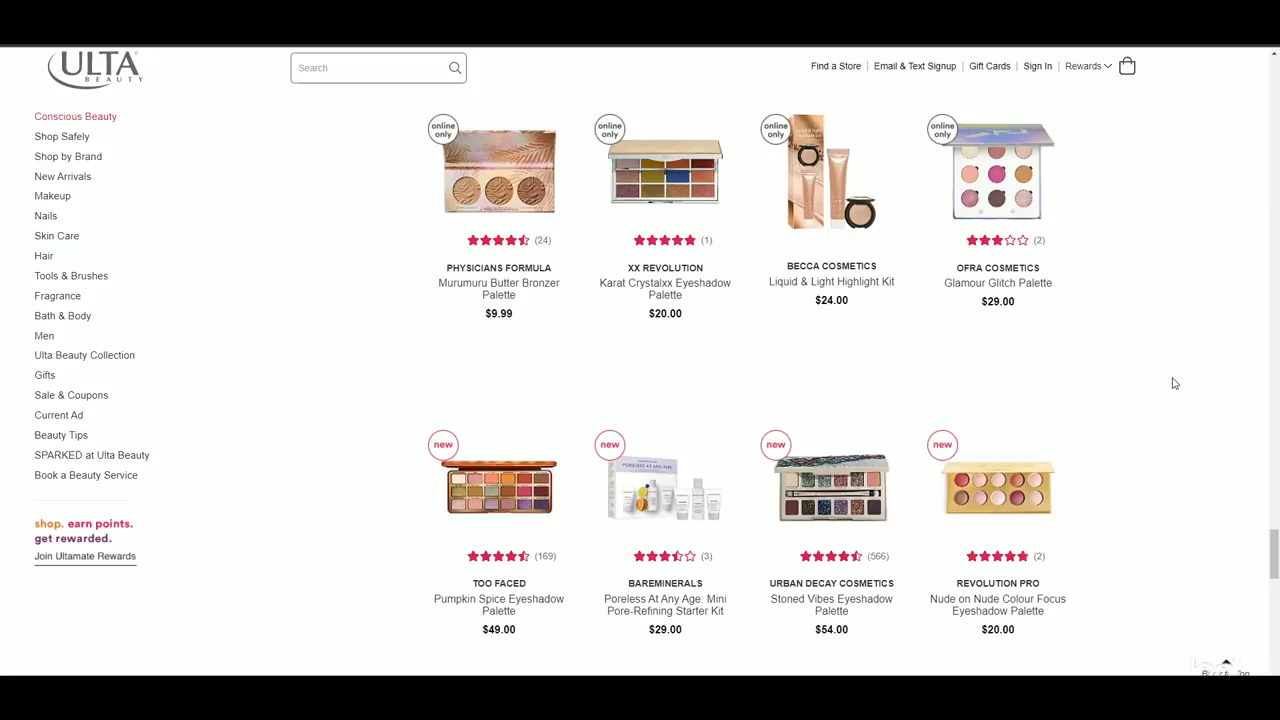 ULTA
BEAUTY
Search
Find a Store
Email & Text Signup
Gift Cards
Sign In
Rewards
Conscious Beauty
Shop Safely
Shop by Brand
New Arrivals
Makeup
Nails
Skin Care
Hair
Tools & Brushes
Fragrance
Bath & Body
Men
Ulta Beauty Collection
Gifts
Sale & Coupons
Current Ad
Beauty Tips
SPARKED at Ulta Beauty
Book a Beauty Service
shop. earn points.
get rewarded.
Join Ultamate Rewards
online
only
(24)
PHYSICIANS FORMULA
Murumuru Butter Bronzer
Palette
$9.99
online
only
(1)
XX REVOLUTION
Karat Crystalxx Eyeshadow
Palette
$20.00
online
only
BECCA COSMETICS
Liquid & Light Highlight Kit
$24.00
online
only
(2)
OFRA COSMETICS
Glamour Glitch Palette
$29.00
new
(169)
TOO FACED
Pumpkin Spice Eyeshadow
Palette
$49.00
new
PORELESS AT ANY AGE
(3)
BAREMINERALS
Poreless At Any Age: Mini
Pore-Refining Starter Kit
$29.00
new
(566)
URBAN DECAY COSMETICS
Stoned Vibes Eyeshadow
Palette
$54.00
new
(2)
REVOLUTION PRO
Nude on Nude Colour Focus
Eyeshadow Palette
$20.00